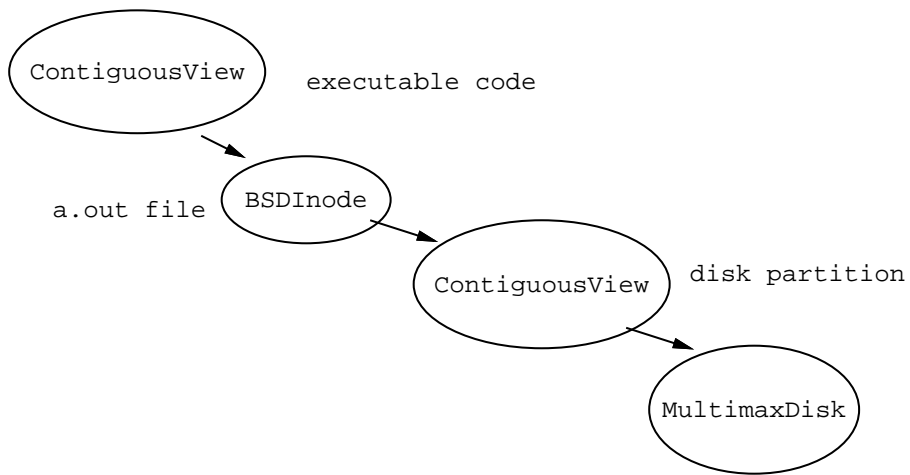 ContiguousView
executable code
BSDInode
a.out file
ContiguousView
disk partition
MultimaxDisk